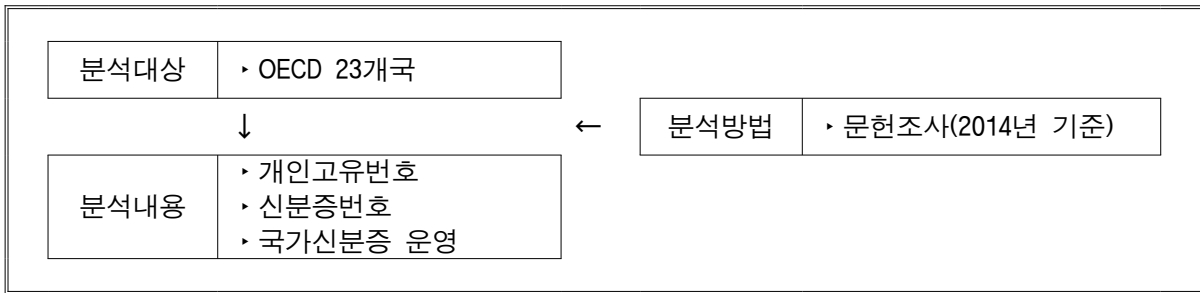 분석대상 ‣ OECD 23개국
↓
← 분석방법 ‣ 문헌조사(2014년 기준)
분석내용 ‣ 개인고유번호
‣ 신분증번호
‣ 국가신분증 운영